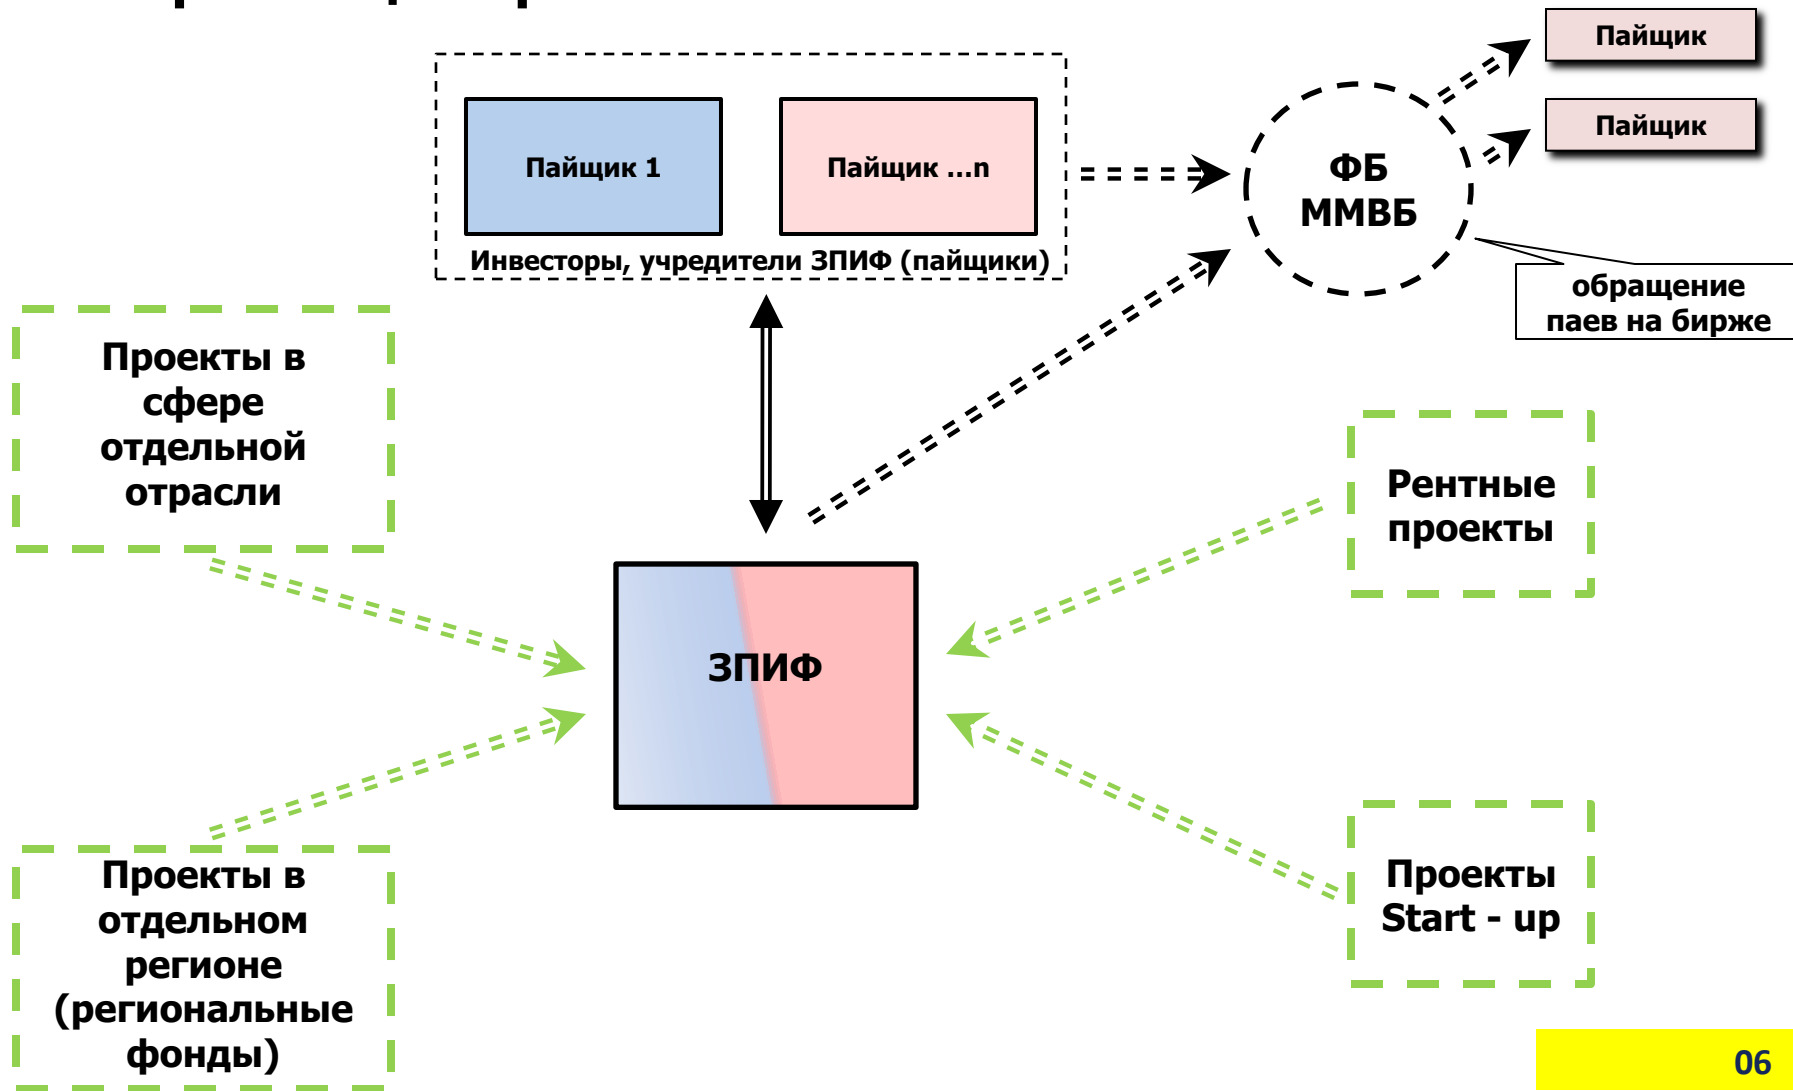 Пайщик
Пайщик
Пайщик 1
Пайщик ...n
Инвесторы, учредители ЗПИФ (пайщики)
ФБ
ММВБ
обращение
паев на бирже
Проекты в
сфере
отдельной
отрасли
Рентные
проекты
ЗПИФ
Проекты в
отдельном
регионе
(региональные
фонды)
Проекты
Start - up
06